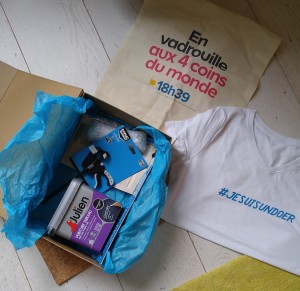 En
vadrouille
aux 4 coins
du monde
#18h39
#JESUISUNDOER
Julien